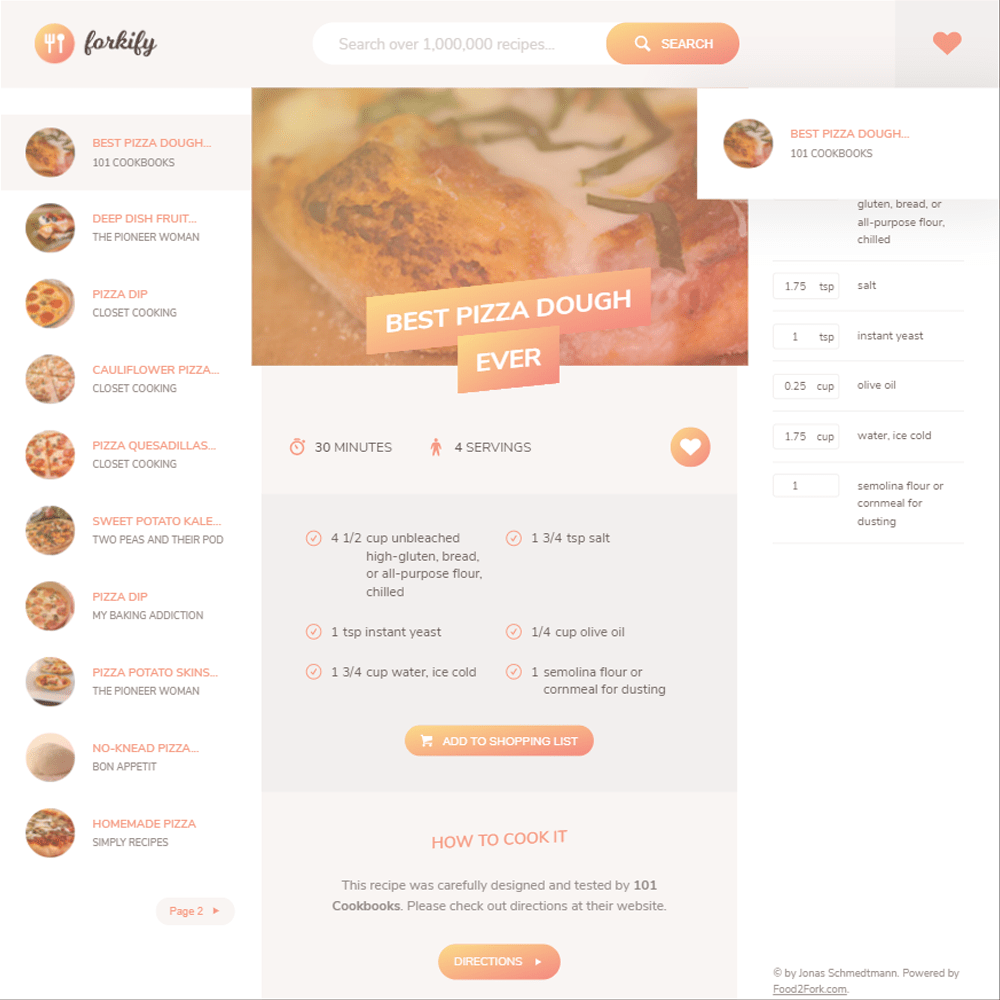 forkify
Search over 1,000,000 recipes...
SEARCH
BEST PIZZA DOUGH...
101 COOKBOOKS
DEEP DISH FRUIT...
THE PIONEER WOMAN
PIZZA DIP
CLOSET COOKING
CAULIFLOWER PIZZA...
CLOSET COOKING
PIZZA QUESADILLAS...
CLOSET COOKING
SWEET POTATO KALE...
TWO PEAS AND THEIR POD
PIZZA DIP
MY BAKING ADDICTION
PIZZA POTATO SKINS...
THE PIONEER WOMAN
NO-KNEAD PIZZA...
BON APPETIT
HOMEMADE PIZZA
SIMPLY RECIPES
Page 2
BEST PIZZA DOUGH
EVER
30 MINUTES
4 SERVINGS
4 1/2 cup unbleached
high-gluten, bread,
or all-purpose flour,
chilled
1 3/4 tsp salt
1 tsp instant yeast
1/4 cup olive oil
1 3/4 cup water, ice cold
1 semolina flour or
cornmeal for dusting
ADD TO SHOPPING LIST
HOW TO COOK IT
This recipe was carefully designed and tested by 101
Cookbooks. Please check out directions at their website.
DIRECTIONS
BEST PIZZA DOUGH...
101 COOKBOOKS
gluten, bread, or
all-purpose flour,
chilled
1.75 tsp salt
1 tsp instant yeast
0.25 cup olive oil
1.75 cup water, ice cold
1 semolina flour or
cornmeal for
dusting
© by Jonas Schmedtmann. Powered by
Food2Fork.com.